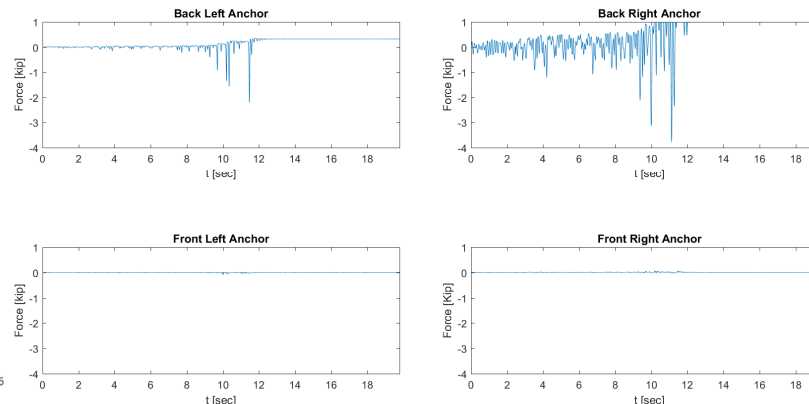 Back Left Anchor
Force [kip]
1
0
-1
-2
-3
-4
0 2 4 6 8 10 12 14 16 18
t [sec]
Back Right Anchor
Force [kip]
1
0
-1
-2
-3
-4
0 2 4 6 8 10 12 14 16 18
t [sec]
Front Left Anchor
Force [kip]
1
0
-1
-2
-3
-4
0 2 4 6 8 10 12 14 16 18
t [sec]
Front Right Anchor
Force [Kip]
1
0
-1
-2
-3
-4
0 2 4 6 8 10 12 14 16 18
t [sec]